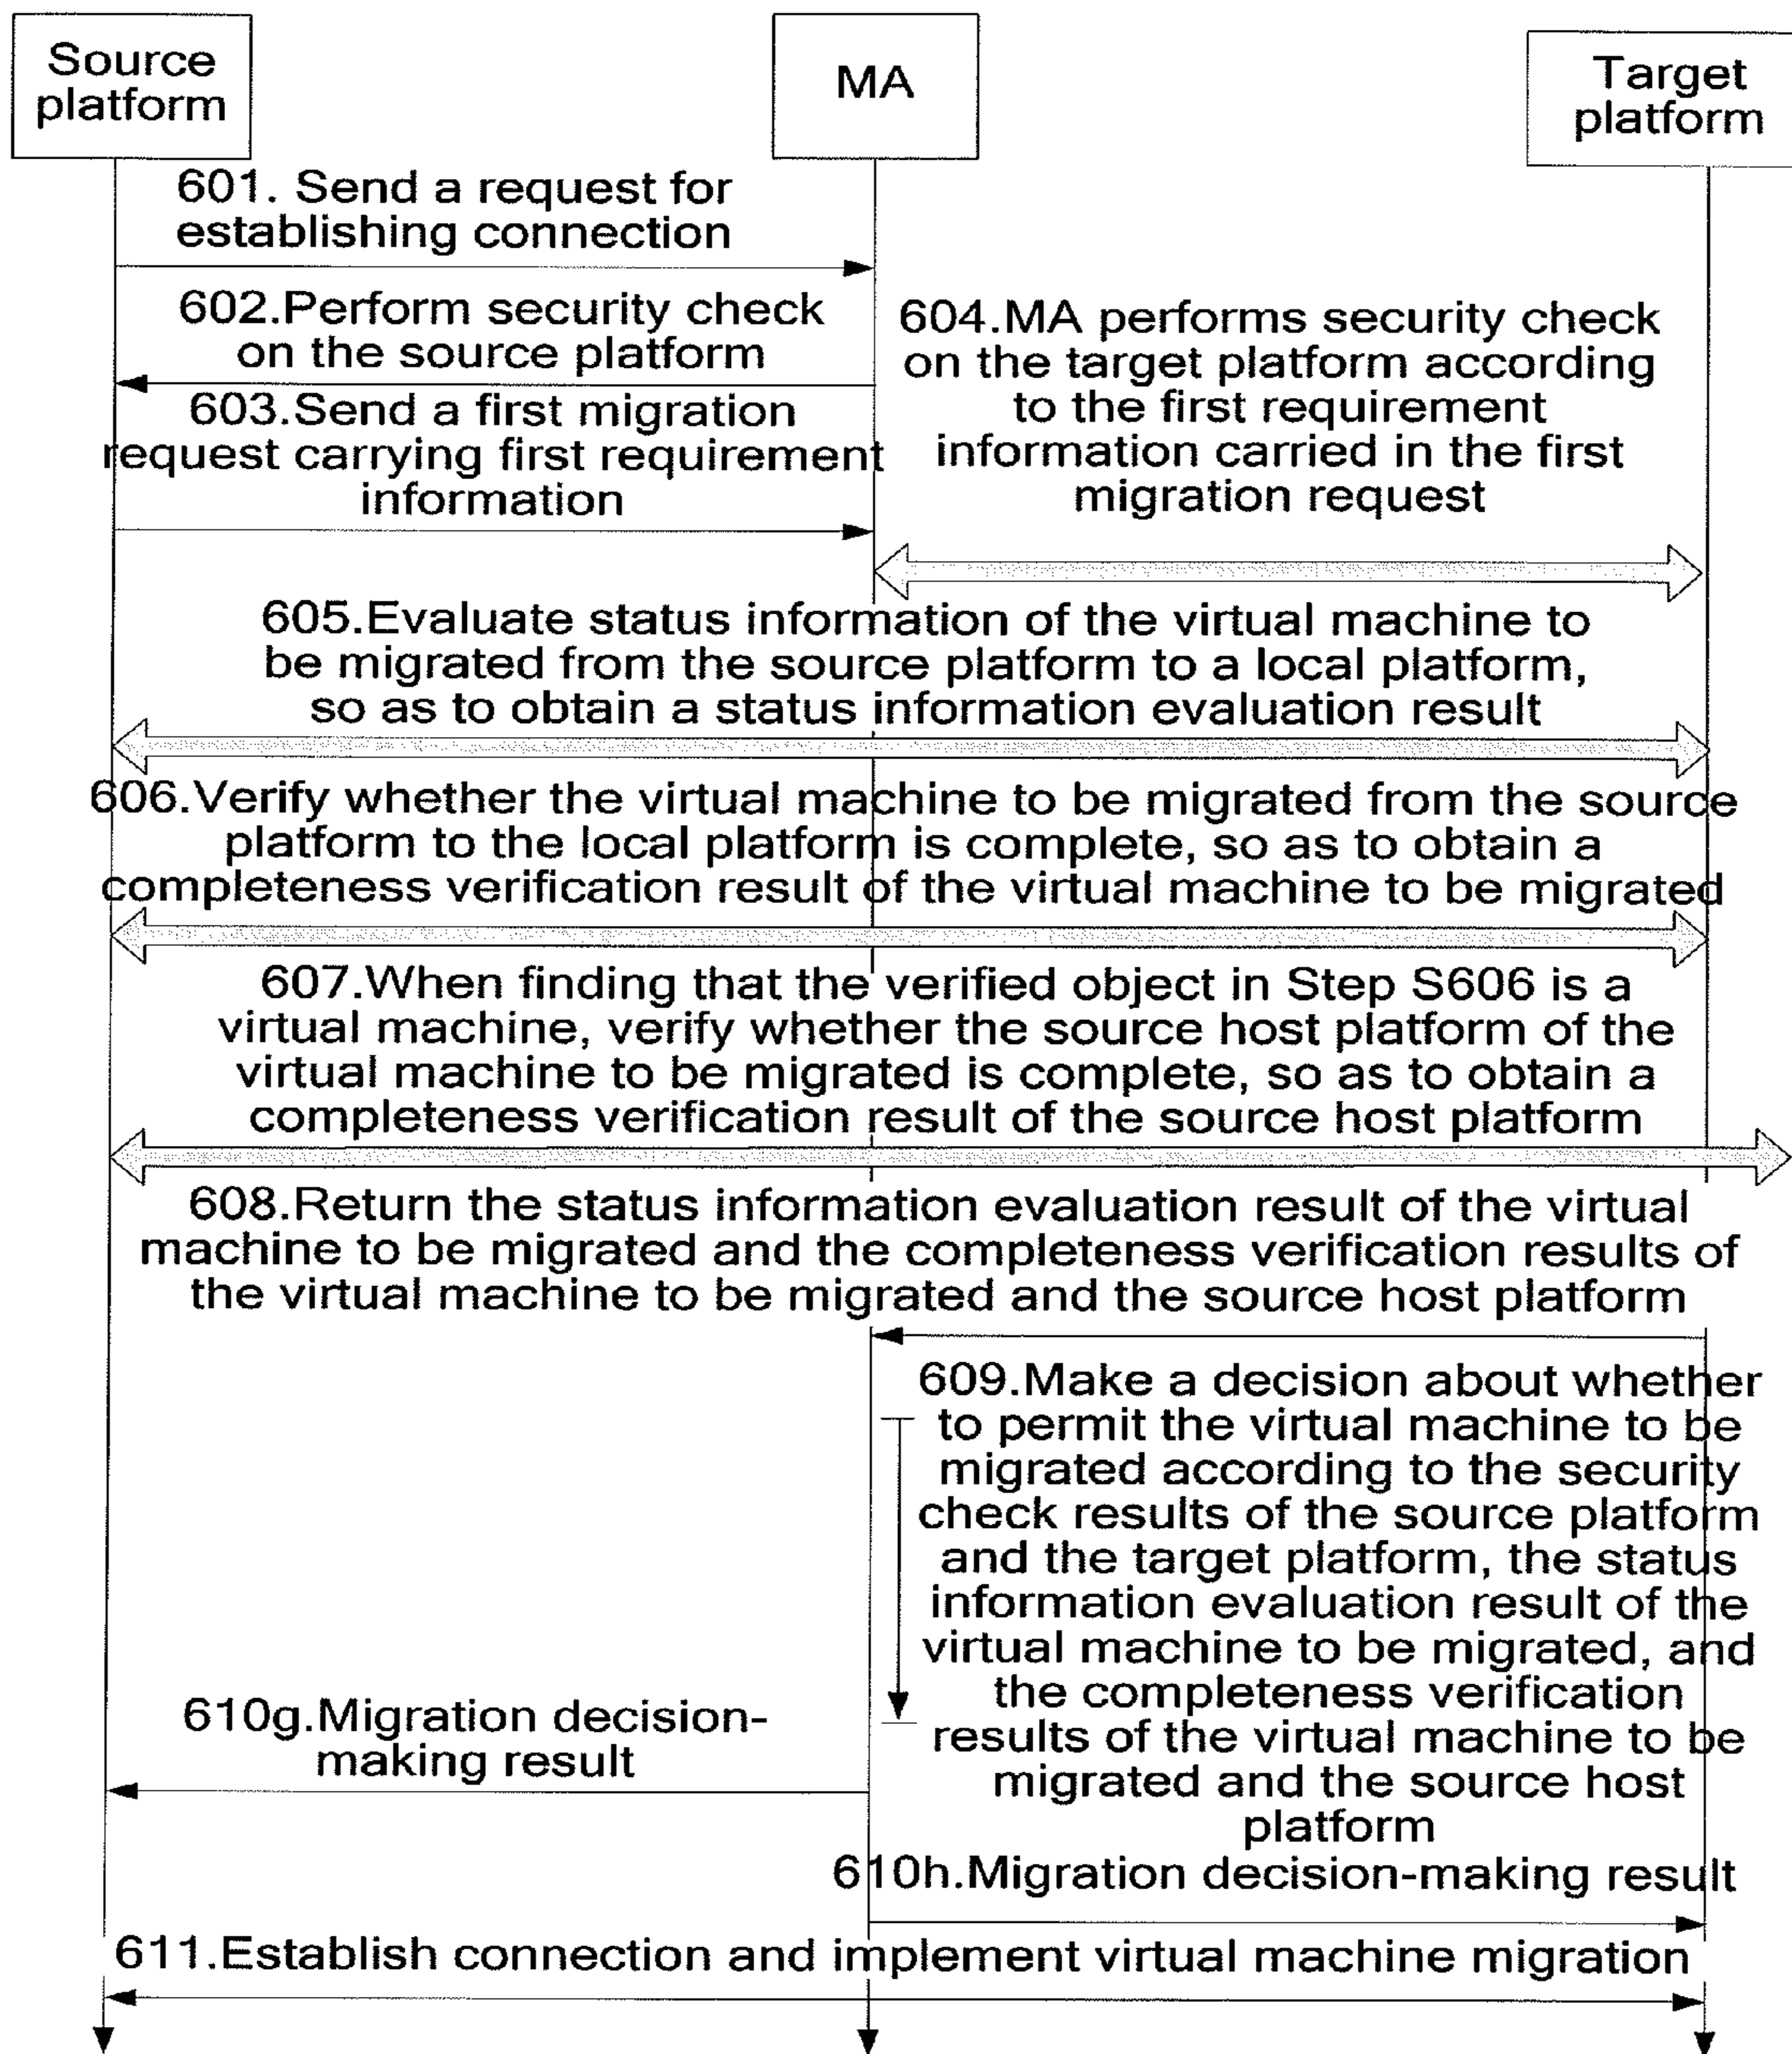 Source
platform
MA
Target
platform
601. Send a request for
establishing connection
602.Perform security check
on the source platform
603.Send a first migration
request carrying first requirement
information
604.MA performs security check
on the target platform according
to the first requirement
information carried in the first
migration request
605.Evaluate status information of the virtual machine to
be migrated from the source platform to a local platform,
so as to obtain a status information evaluation result
606.Verify whether the virtual machine to be migrated from the source
platform to the local platform is complete, so as to obtain a
completeness verification result of the virtual machine to be migrated
607.When finding that the verified object in Step S606 is a
virtual machine, verify whether the source host platform of the
virtual machine to be migrated is complete, so as to obtain a
completeness verification result of the source host platform
608.Return the status information evaluation result of the virtual
machine to be migrated and the completeness verification results of
the virtual machine to be migrated and the source host platform
609.Make a decision about whether
to permit the virtual machine to be
migrated according to the security
check results of the source platform
and the target platform, the status
information evaluation result of the
virtual machine to be migrated, and
the completeness verification
results of the virtual machine to be
migrated and the source host
platform
610g.Migration decision-
making result
610h.Migration decision-making result
611.Establish connection and implement virtual machine migration